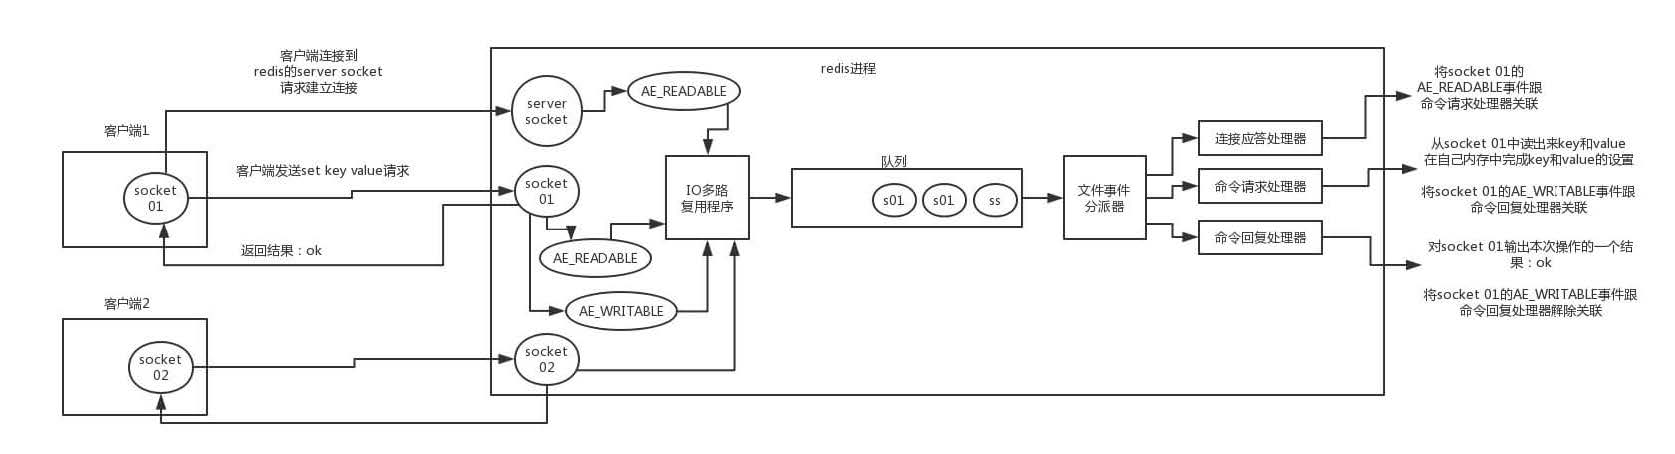 客户端连接到
redis的server socket
请求建立连接
客户端1
socket
01
客户端发送set key value请求
返回结果：ok
客户端2
socket
02
redis进程
server
socket
AE_READABLE
socket
01
AE_READABLE
AE_WRITABLE
socket
02
IO多路
复用程序
队列
s01
s01
ss
文件事件
分派器
连接应答处理器
命令请求处理器
命令回复处理器
将socket 01的
AE_READABLE事件跟
命令请求处理器关联
从socket 01中读出来key和value
在自己内存中完成key和value的设置
将socket 01的AE_WRITABLE事件跟
命令回复处理器关联
对socket 01输出本次操作的一个结
果：ok
将socket 01的AE_WRITABLE事件跟
命令回复处理器解除关联